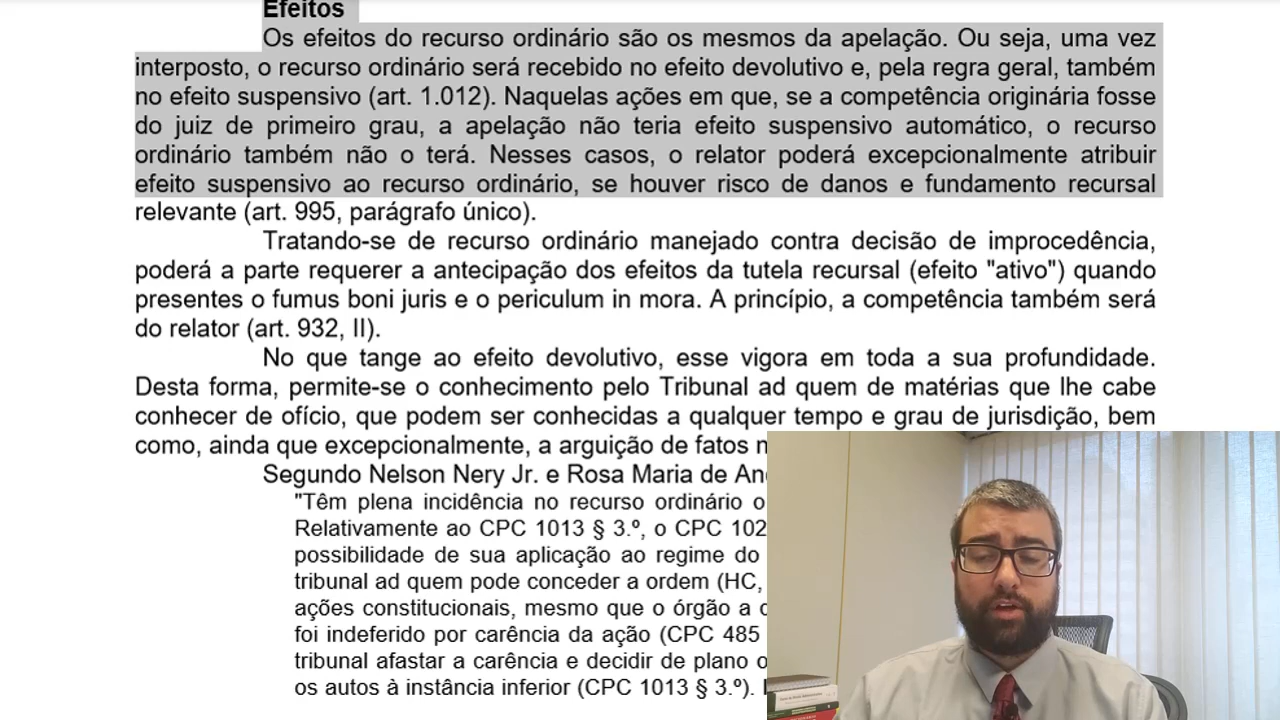 Efeitos
Os efeitos do recurso ordinário são os mesmos da apelação. Ou seja, uma vez
interposto, o recurso ordinário será recebido no efeito devolutivo e, pela regra geral, também
no efeito suspensivo (art. 1.012). Naquelas ações em que, se a competência originária fosse
do juiz de primeiro grau, a apelação não teria efeito suspensivo automático, o recurso
ordinário também não o terá. Nesses casos, o relator poderá excepcionalmente atribuir
efeito suspensivo ao recurso ordinário, se houver risco de danos e fundamento recursal
relevante (art. 995, parágrafo único).
Tratando-se de recurso ordinário manejado contra decisão de improcedência,
poderá a parte requerer a antecipação dos efeitos da tutela recursal (efeito "ativo") quando
presentes o fumus boni juris e o periculum in mora. A princípio, a competência também será
do relator (art. 932, II).
No que tange ao efeito devolutivo, esse vigora em toda a sua profundidade.
Desta forma, permite-se o conhecimento pelo Tribunal ad quem de matérias que lhe cabe
conhecer de ofício, que podem ser conhecidas a qualquer tempo e grau de jurisdição, bem
como, ainda que excepcionalmente, a arguição de fatos
Segundo Nelson Nery Jr. e Rosa Maria de
"Têm plena incidência no recurso ordinário
Relativamente ao CPC 1013 § 3.º, o CPC
possibilidade de sua aplicação ao regime do
tribunal ad quem pode conceder a ordem (HC,
ações constitucionais, mesmo que o órgão a
foi indeferido por carência da ação (CPC 485
tribunal afastar a carência e decidir de plano
os autos à instância inferior (CPC 1013 § 3.º).